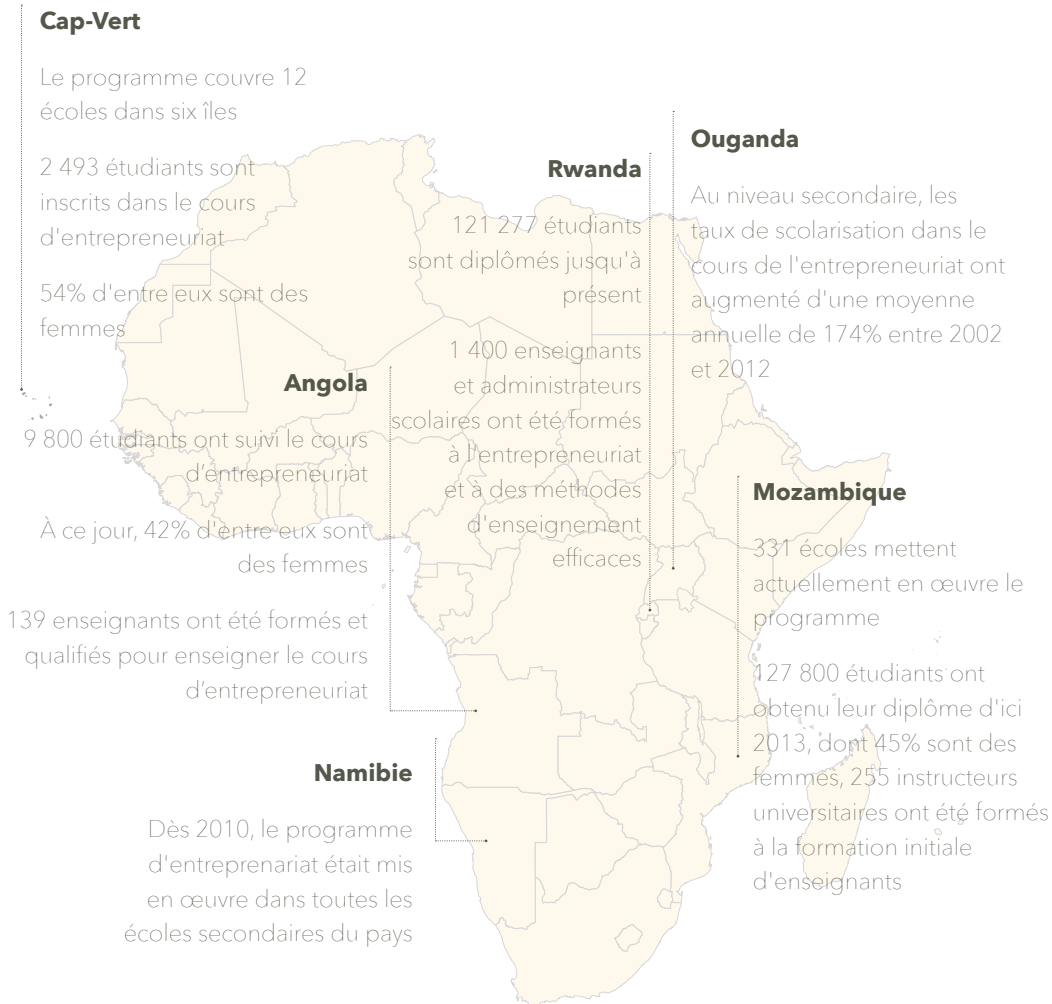 Cap-Vert
Le programme couvre 12
écoles dans six îles
2 493 étudiants sont
inscrits dans le cours
d'entrepreneuriat
54% d'entre eux sont des
femmes
Rwanda
121 277 étudiants
sont diplômés jusqu'à
présent
1 400 enseignants
et administrateurs
scolaires ont été formés
à l'entrepreneuriat
et à des méthodes
d'enseignement
efficaces
Ouganda
Au niveau secondaire, les
taux de scolarisation dans le
cours de l'entrepreneuriat ont
augmenté d'une moyenne
annuelle de 174% entre 2002
et 2012
Angola
9 800 étudiants ont suivi le cours
d’entrepreneuriat
À ce jour, 42% d'entre eux sont
des femmes
139 enseignants ont été formés et
qualifiés pour enseigner le cours
d’entrepreneuriat
Mozambique
331 écoles mettent
actuellement en œuvre le
programme
127 800 étudiants ont
obtenu leur diplôme d'ici
2013, dont 45% sont des
femmes, 255 instructeurs
universitaires ont été formés
à la formation initiale
d'enseignants
Namibie
Dès 2010, le programme
d'entreprenariat était mis
en œuvre dans toutes les
écoles secondaires du pays